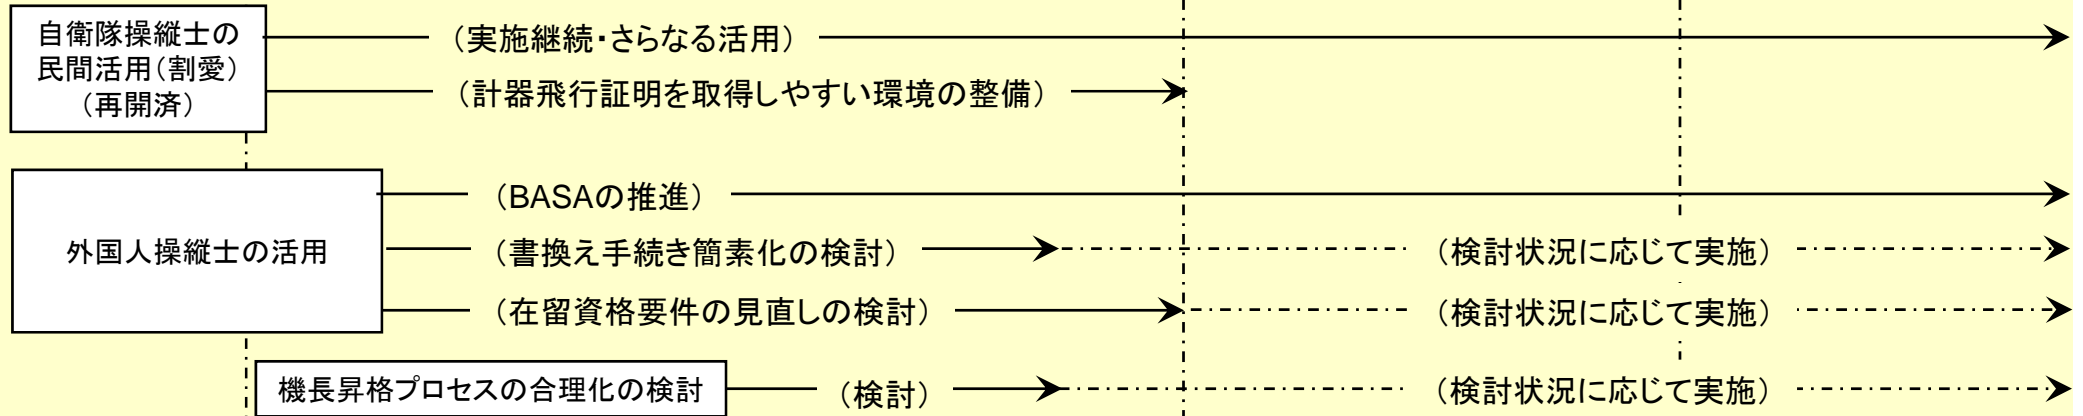 自衛隊操縦士の
民間活用(割愛)
(再開済)
(実施継続・さらなる活用)
(計器飛行証明を取得しやすい環境の整備)
外国人操縦士の活用
(BASAの推進)
(書換え手続き簡素化の検討)
(検討状況に応じて実施)
(在留資格要件の見直しの検討)
(検討状況に応じて実施)
機長昇格プロセスの合理化の検討
(検討)
(検討状況に応じて実施)